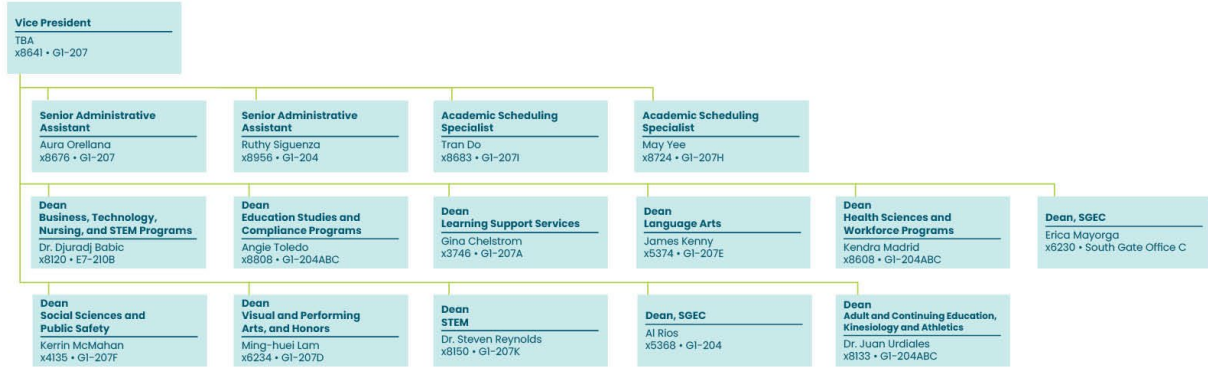 Vice President
TBA
x8641 • G1-207
Senior Administrative
Assistant
Aura Orellana
x8676 • G1-207
Senior Administrative
Assistant
Ruthy Siguenza
x8956 • G1-204
Academic Scheduling
Specialist
Tran Do
x8683 • G1-207I
Academic Scheduling
Specialist
May Yee
x8724 • G1-207H
Dean
Business, Technology,
Nursing, and STEM Programs
Dr. Djuradj Babic
x8120 • E7-210B
Dean
Education Studies and
Compliance Programs
Angie Toledo
x8808 • G1-204ABC
Dean
Learning Support Services
Gina Chelstrom
x3746 • G1-207A
Dean
Language Arts
James Kenny
x5374 • G1-207E
Dean
Health Sciences and
Workforce Programs
Kendra Madrid
x8608 • G1-204ABC
Dean, SGEC
Erica Mayorga
x6230 • South Gate Office C
Dean
Social Sciences and
Public Safety
Kerrin McMahan
x4135 • G1-207F
Dean
Visual and Performing
Arts, and Honors
Ming-huei Lam
x6234 • G1-207D
Dean
STEM
Dr. Steven Reynolds
x8150 • G1-207K
Dean, SGEC
Al Rios
x5368 • G1-204
Dean
Adult and Continuing Education,
Kinesiology and Athletics
Dr. Juan Urdiales
x8133 • G1-204ABC